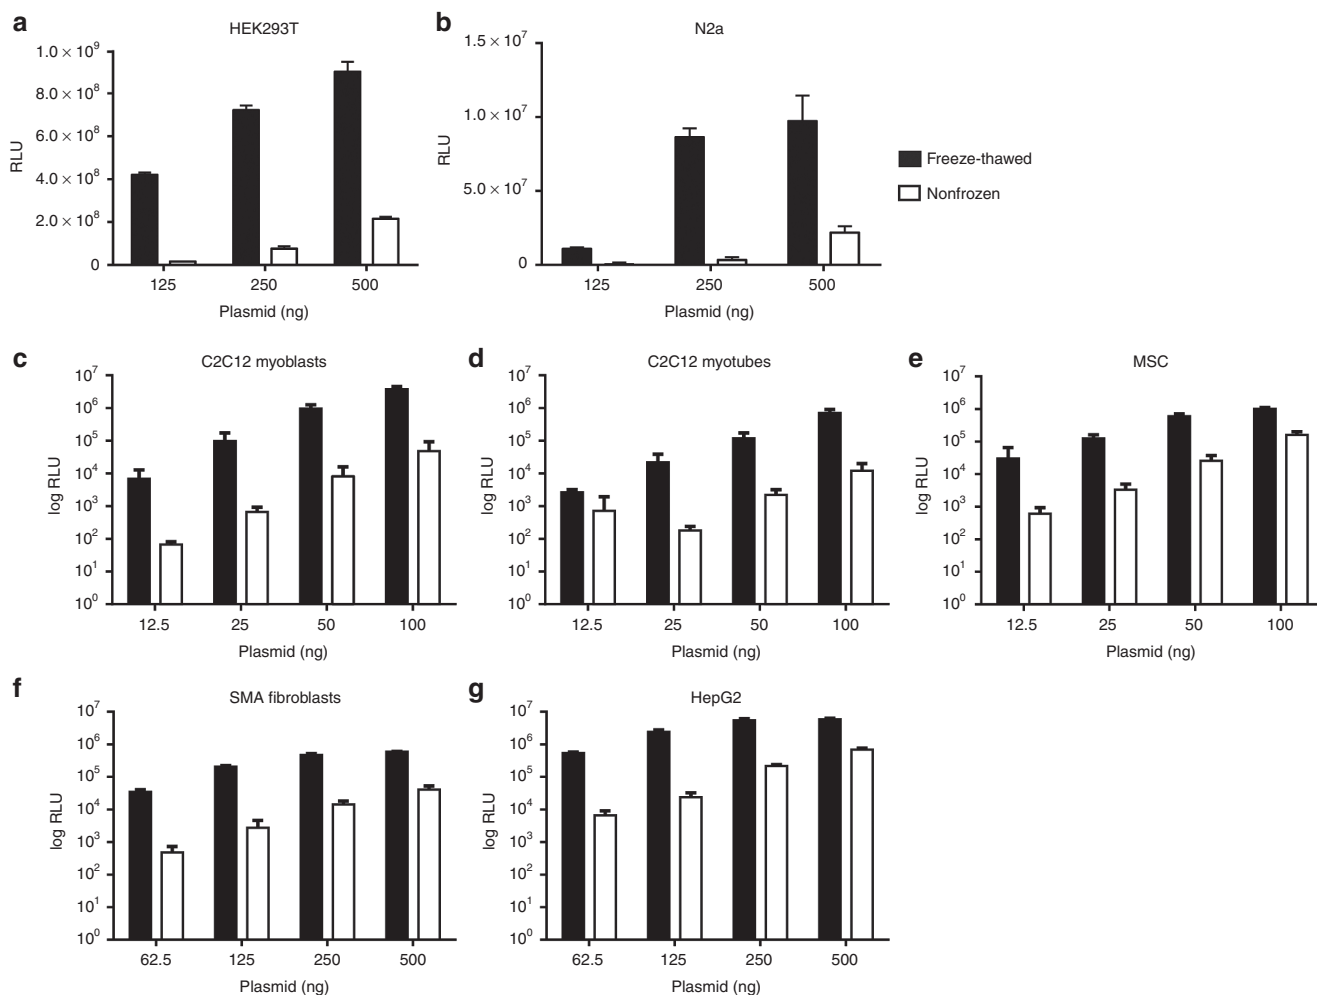 a
HEK293T
1.0 × 10⁹
8.0 × 10⁸
6.0 × 10⁸
4.0 × 10⁸
2.0 × 10⁸
0
RLU
125 250 500
Plasmid (ng)
b
N2a
1.5 × 10⁷
1.0 × 10⁷
5.0 × 10⁷
0
RLU
125 250 500
Plasmid (ng)
Freeze-thawed
Nonfrozen
c
C2C12 myoblasts
10⁷
10⁶
10⁵
10⁴
10³
10²
10¹
10⁰
log RLU
12.5 25 50 100
Plasmid (ng)
d
C2C12 myotubes
10⁷
10⁶
10⁵
10⁴
10³
10²
10¹
10⁰
log RLU
12.5 25 50 100
Plasmid (ng)
e
MSC
10⁷
10⁶
10⁵
10⁴
10³
10²
10¹
10⁰
log RLU
12.5 25 50 100
Plasmid (ng)
f
SMA fibroblasts
10⁷
10⁶
10⁵
10⁴
10³
10²
10¹
10⁰
log RLU
62.5 125 250 500
Plasmid (ng)
g
HepG2
10⁷
10⁶
10⁵
10⁴
10³
10²
10¹
10⁰
log RLU
62.5 125 250 500
Plasmid (ng)